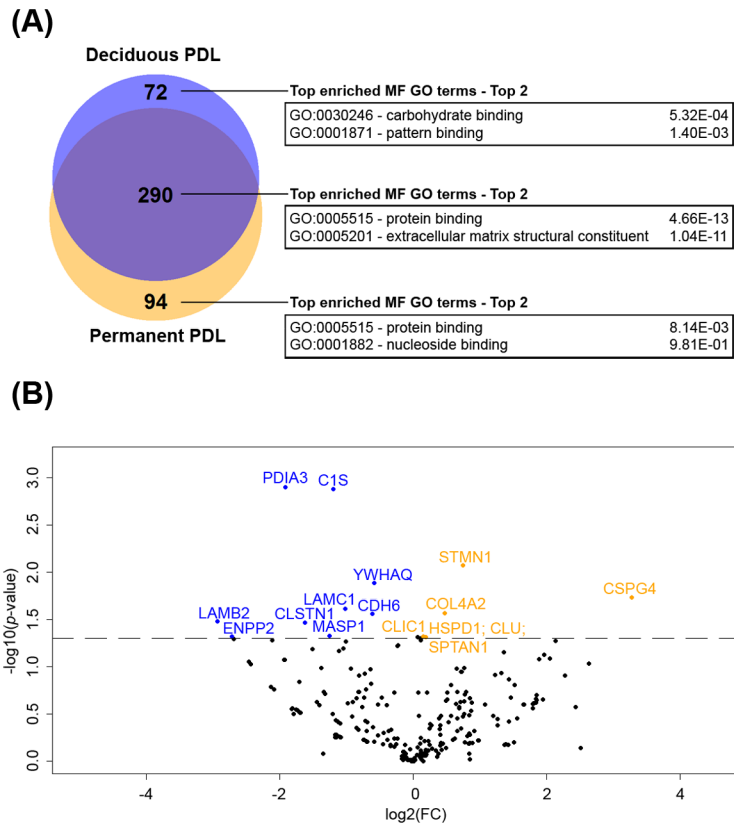 (A)
Deciduous PDL
72
290
94
Permanent PDL
Top enriched MF GO terms - Top 2
GO:0030246 - carbohydrate binding 5.32E-04
GO:0001871 - pattern binding 1.40E-03
Top enriched MF GO terms - Top 2
GO:0005515 - protein binding 4.66E-13
GO:0005201 - extracellular matrix structural constituent 1.04E-11
Top enriched MF GO terms - Top 2
GO:0005515 - protein binding 8.14E-03
GO:0001882 - nucleoside binding 9.81E-01
(B)
-log10(p-value)
3.0
2.5
2.0
1.5
1.0
0.5
0.0
PDIA3
C1S
STMN1
YWHAQ
CSPG4
LAMC1
CDH6
COL4A2
LAMB2
CLSTN1
ENPP2
MASP1
CLIC1
HSPD1; CLU;
SPTAN1
-4
-2
0
2
4
log2(FC)